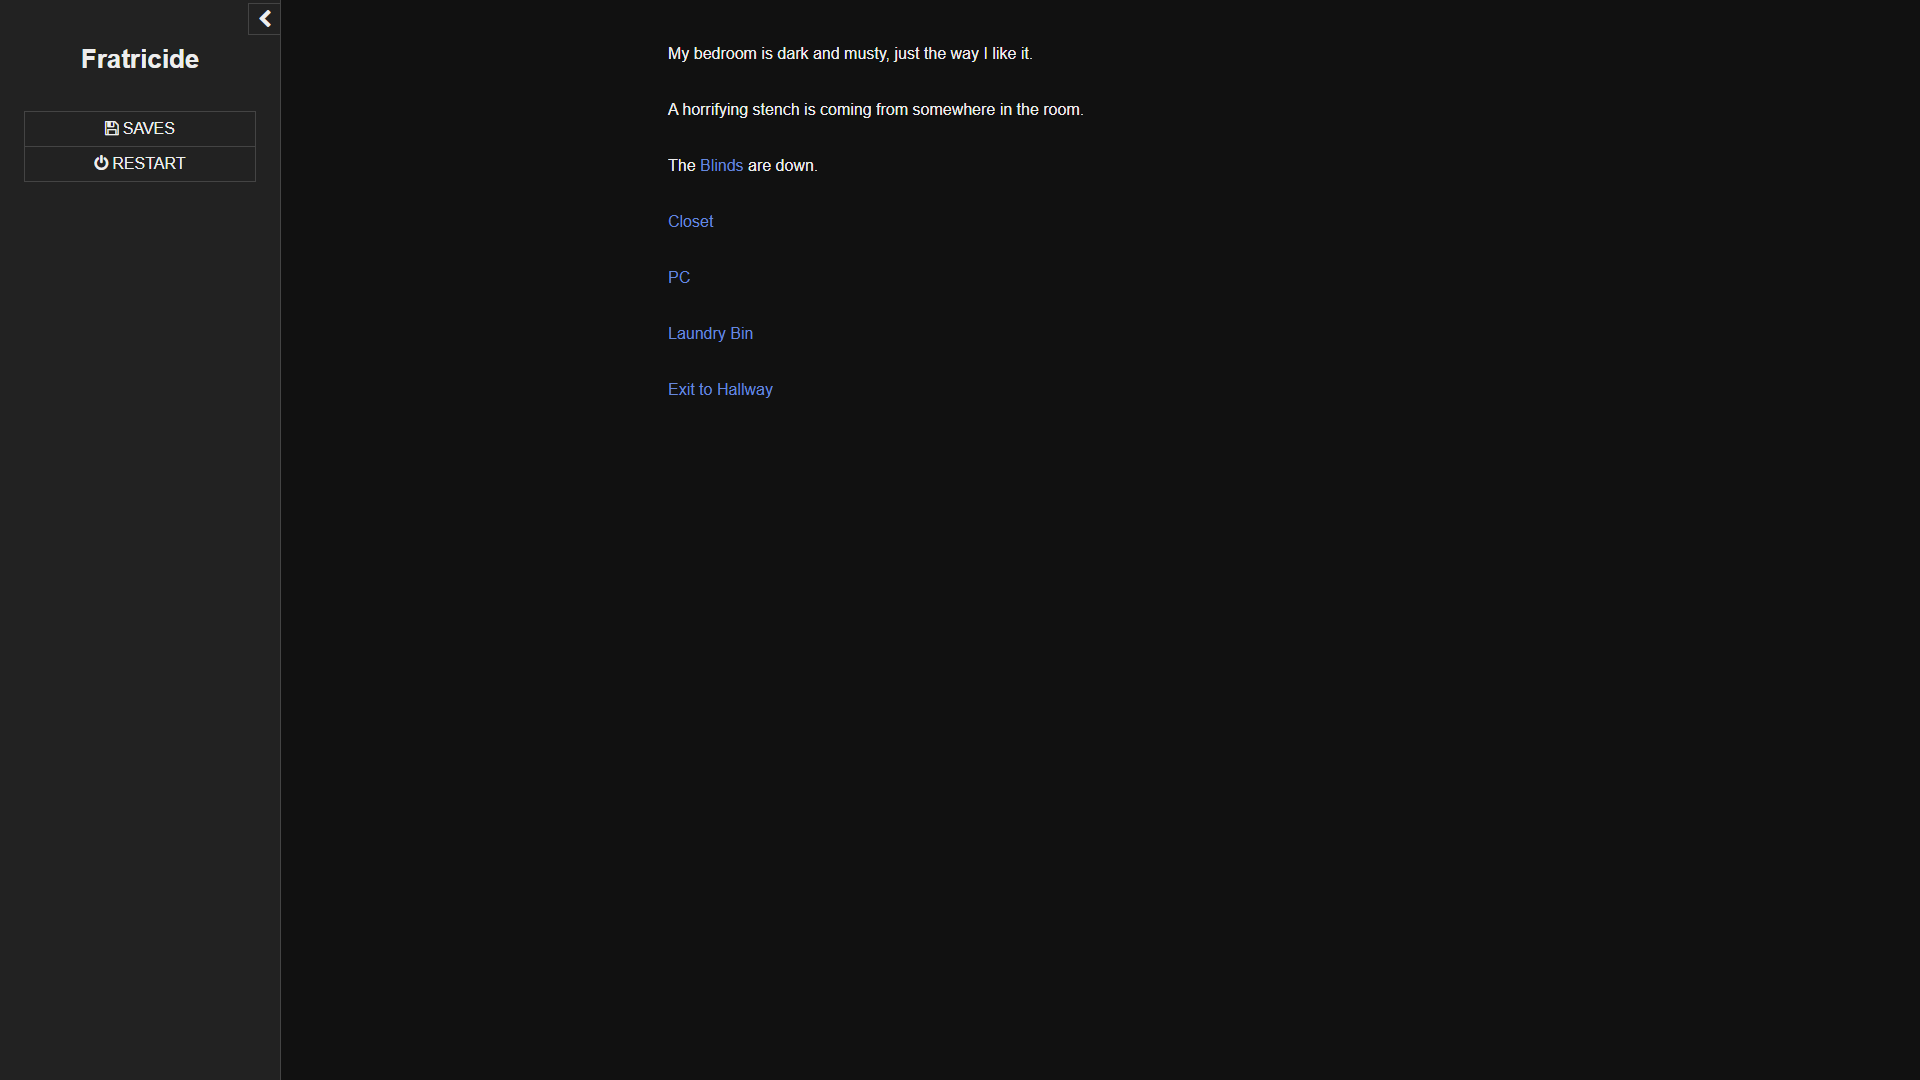 Fratricide
SAVES
RESTART
My bedroom is dark and musty, just the way I like it.
A horrifying stench is coming from somewhere in the room.
The Blinds are down.
Closet
PC
Laundry Bin
Exit to Hallway